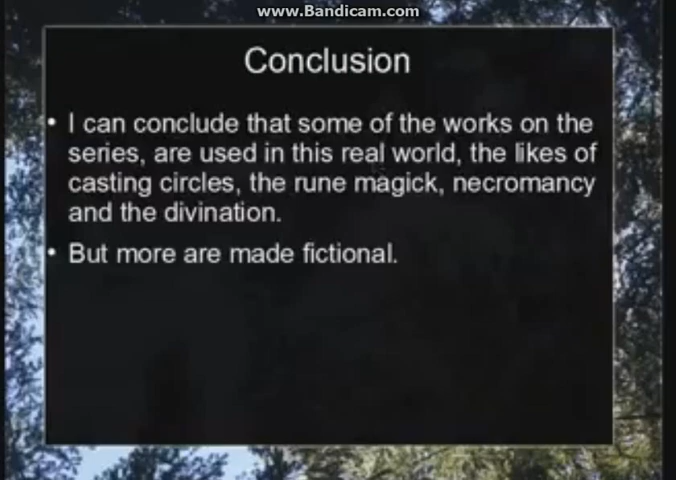 www.Bandicam.com
Conclusion
• I can conclude that some of the works on the
series, are used in this real world, the likes of
casting circles, the rune magick, necromancy
and the divination.
• But more are made fictional.